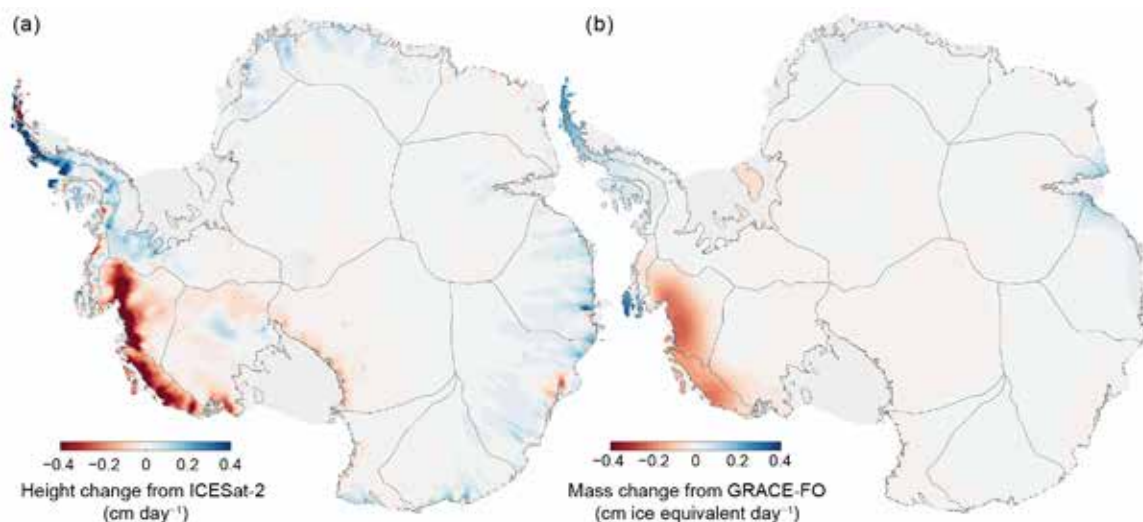 (a)
(b)
−0.4 −0.2 0 0.2 0.4
Height change from ICESat-2
(cm day⁻¹)
−0.4 −0.2 0 0.2 0.4
Mass change from GRACE-FO
(cm ice equivalent day⁻¹)